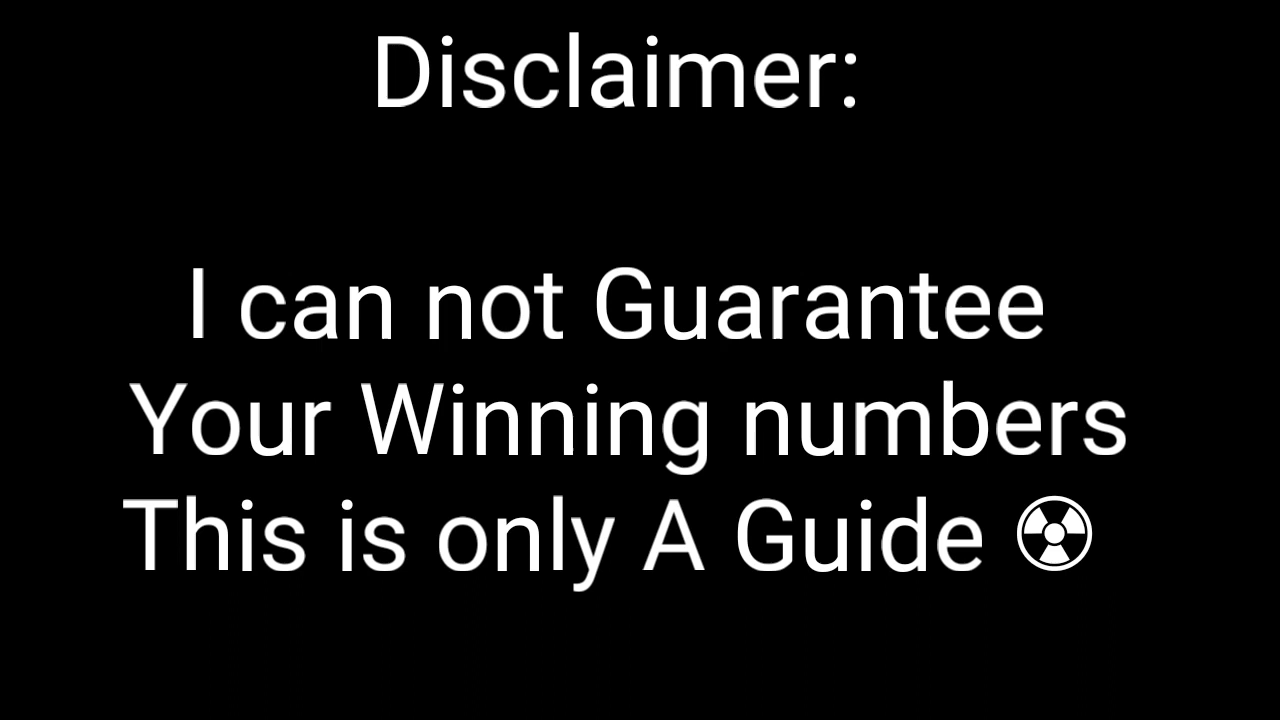 Disclaimer:
I can not Guarantee
Your Winning numbers
This is only A Guide ☢